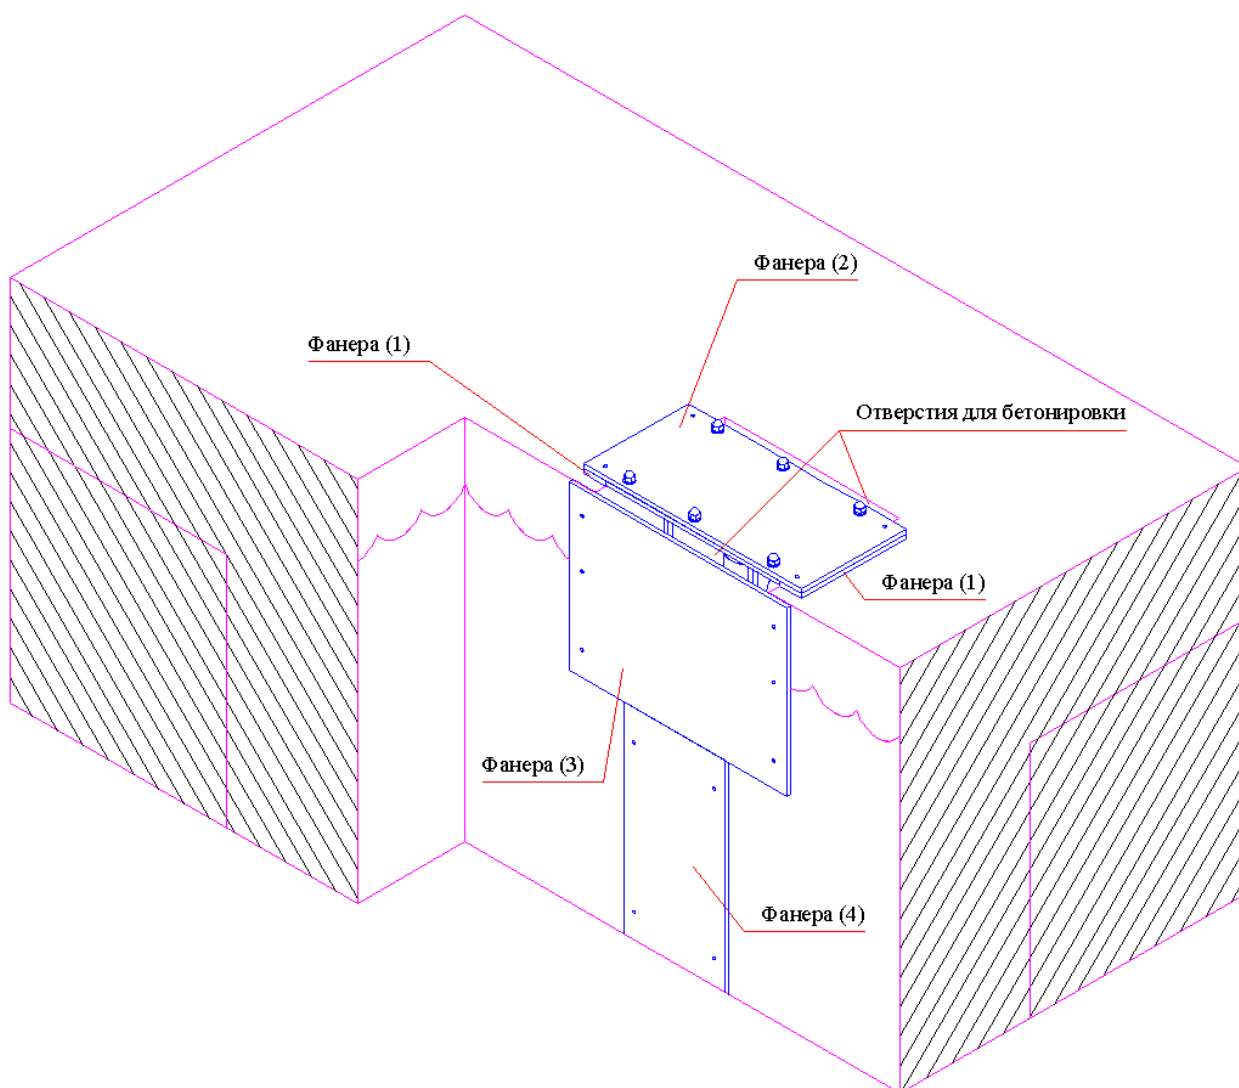 Фанера (2)
Фанера (1)
Отверстия для бетонировки
Фанера (1)
Фанера (3)
Фанера (4)